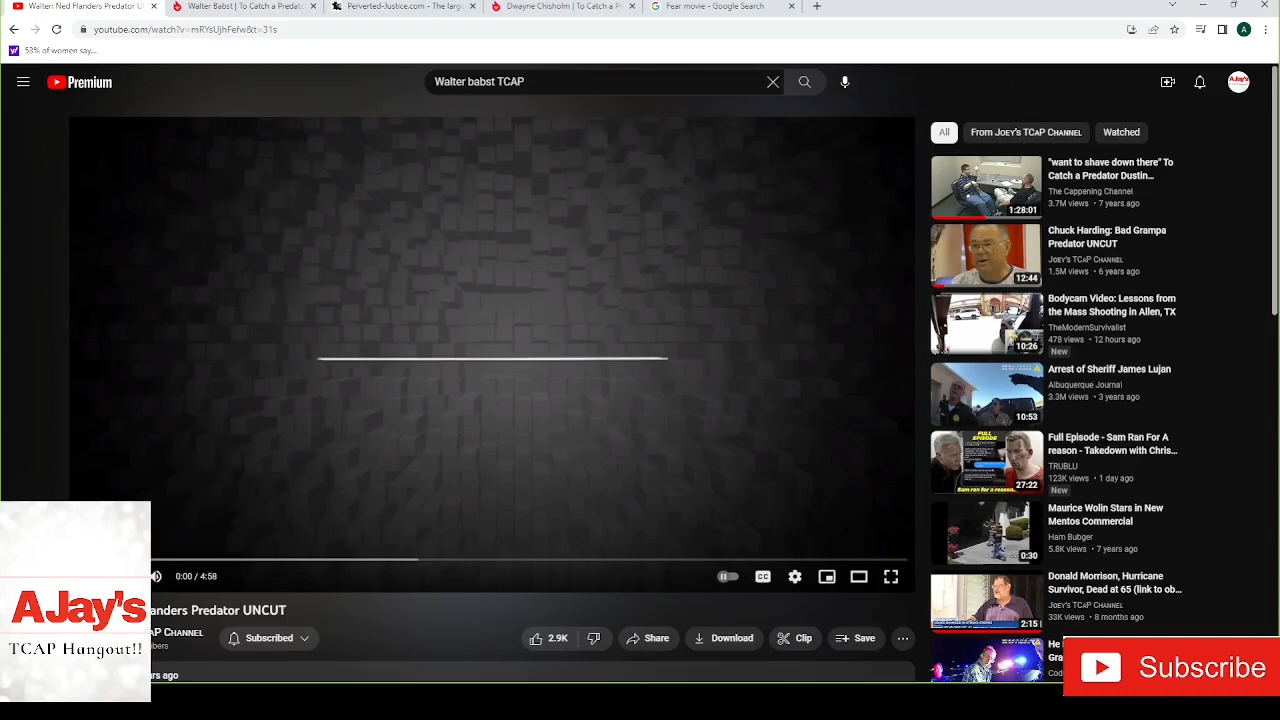 Walter: Ned Flanders Predator U
Walter Babst | To Catch a Predato
Perverted-Justice.com - The larg
Dwayne Chisholm | To Catch a P
Fear movie - Google Search
youtube.com/watch?v=mRYsUjhFefw&t=31s
A
53% of women say...
Premium
Walter babst TCAP
AJay's
All
From Joey's TCaP Channel
Watched
"want to shave down there" To
Catch a Predator Dustin...
The Cappening Channel
3.7M views • 7 years ago
1:28:01
Chuck Harding: Bad Grampa
Predator UNCUT
Joey's TCaP Channel
1.5M views • 6 years ago
12:44
Bodycam Video: Lessons from
the Mass Shooting in Allen, TX
TheModernSurvivalist
478 views • 12 hours ago
New
10:26
Arrest of Sheriff James Lujan
Albuquerque Journal
3.3M views • 3 years ago
10:53
FULL
EPISODE
Sam ran for a reason...
Full Episode - Sam Ran For A
reason - Takedown with Chris...
TRUBLU
123K views • 1 day ago
New
27:22
Maurice Wolin Stars in New
Mentos Commercial
Ham Bubger
5.8K views • 7 years ago
0:30
Donald Morrison, Hurricane
Survivor, Dead at 65 (link to ob...
Joey's TCaP Channel
33K views • 8 months ago
2:15
He
Gra
Cod
0:00 / 4:58
CC
landers Predator UNCUT
aP Channel
mbers
Subscribed
2.9K
Share
Download
Clip
Save
urs ago
AJay's
TCAP Hangout!!
Subscribe